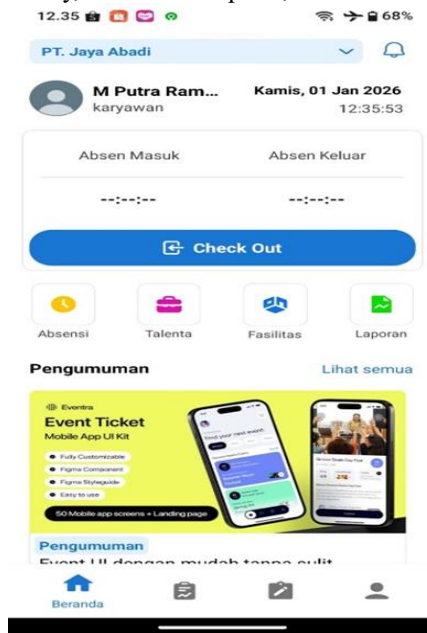 12.35
68%
PT. Jaya Abadi
M Putra Ram...
karyawan
Kamis, 01 Jan 2026
12:35:53
Absen Masuk
Absen Keluar
--:--:--
--:--:--
Check Out
Absensi
Talenta
Fasilitas
Laporan
Pengumuman
Lihat semua
Eventra
Event Ticket
Mobile App UI Kit
Fully Customizable
Figma Component
Figma Styleguide
Easy to use
50 Mobile app screens + Landing page
Find your next event
Pengumuman
Event UI dengan mudah tanpa sulit
Beranda